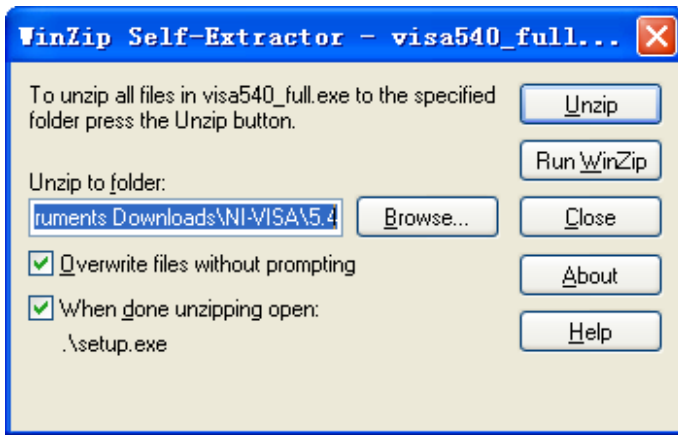 WinZip Self-Extractor - visa540_full...
To unzip all files in visa540_full.exe to the specified
folder press the Unzip button.
Unzip to folder:
ruments Downloads\NI-VISA\5.4
Browse...
Overwrite files without prompting
When done unzipping open:
.\setup.exe
Unzip
Run WinZip
Close
About
Help